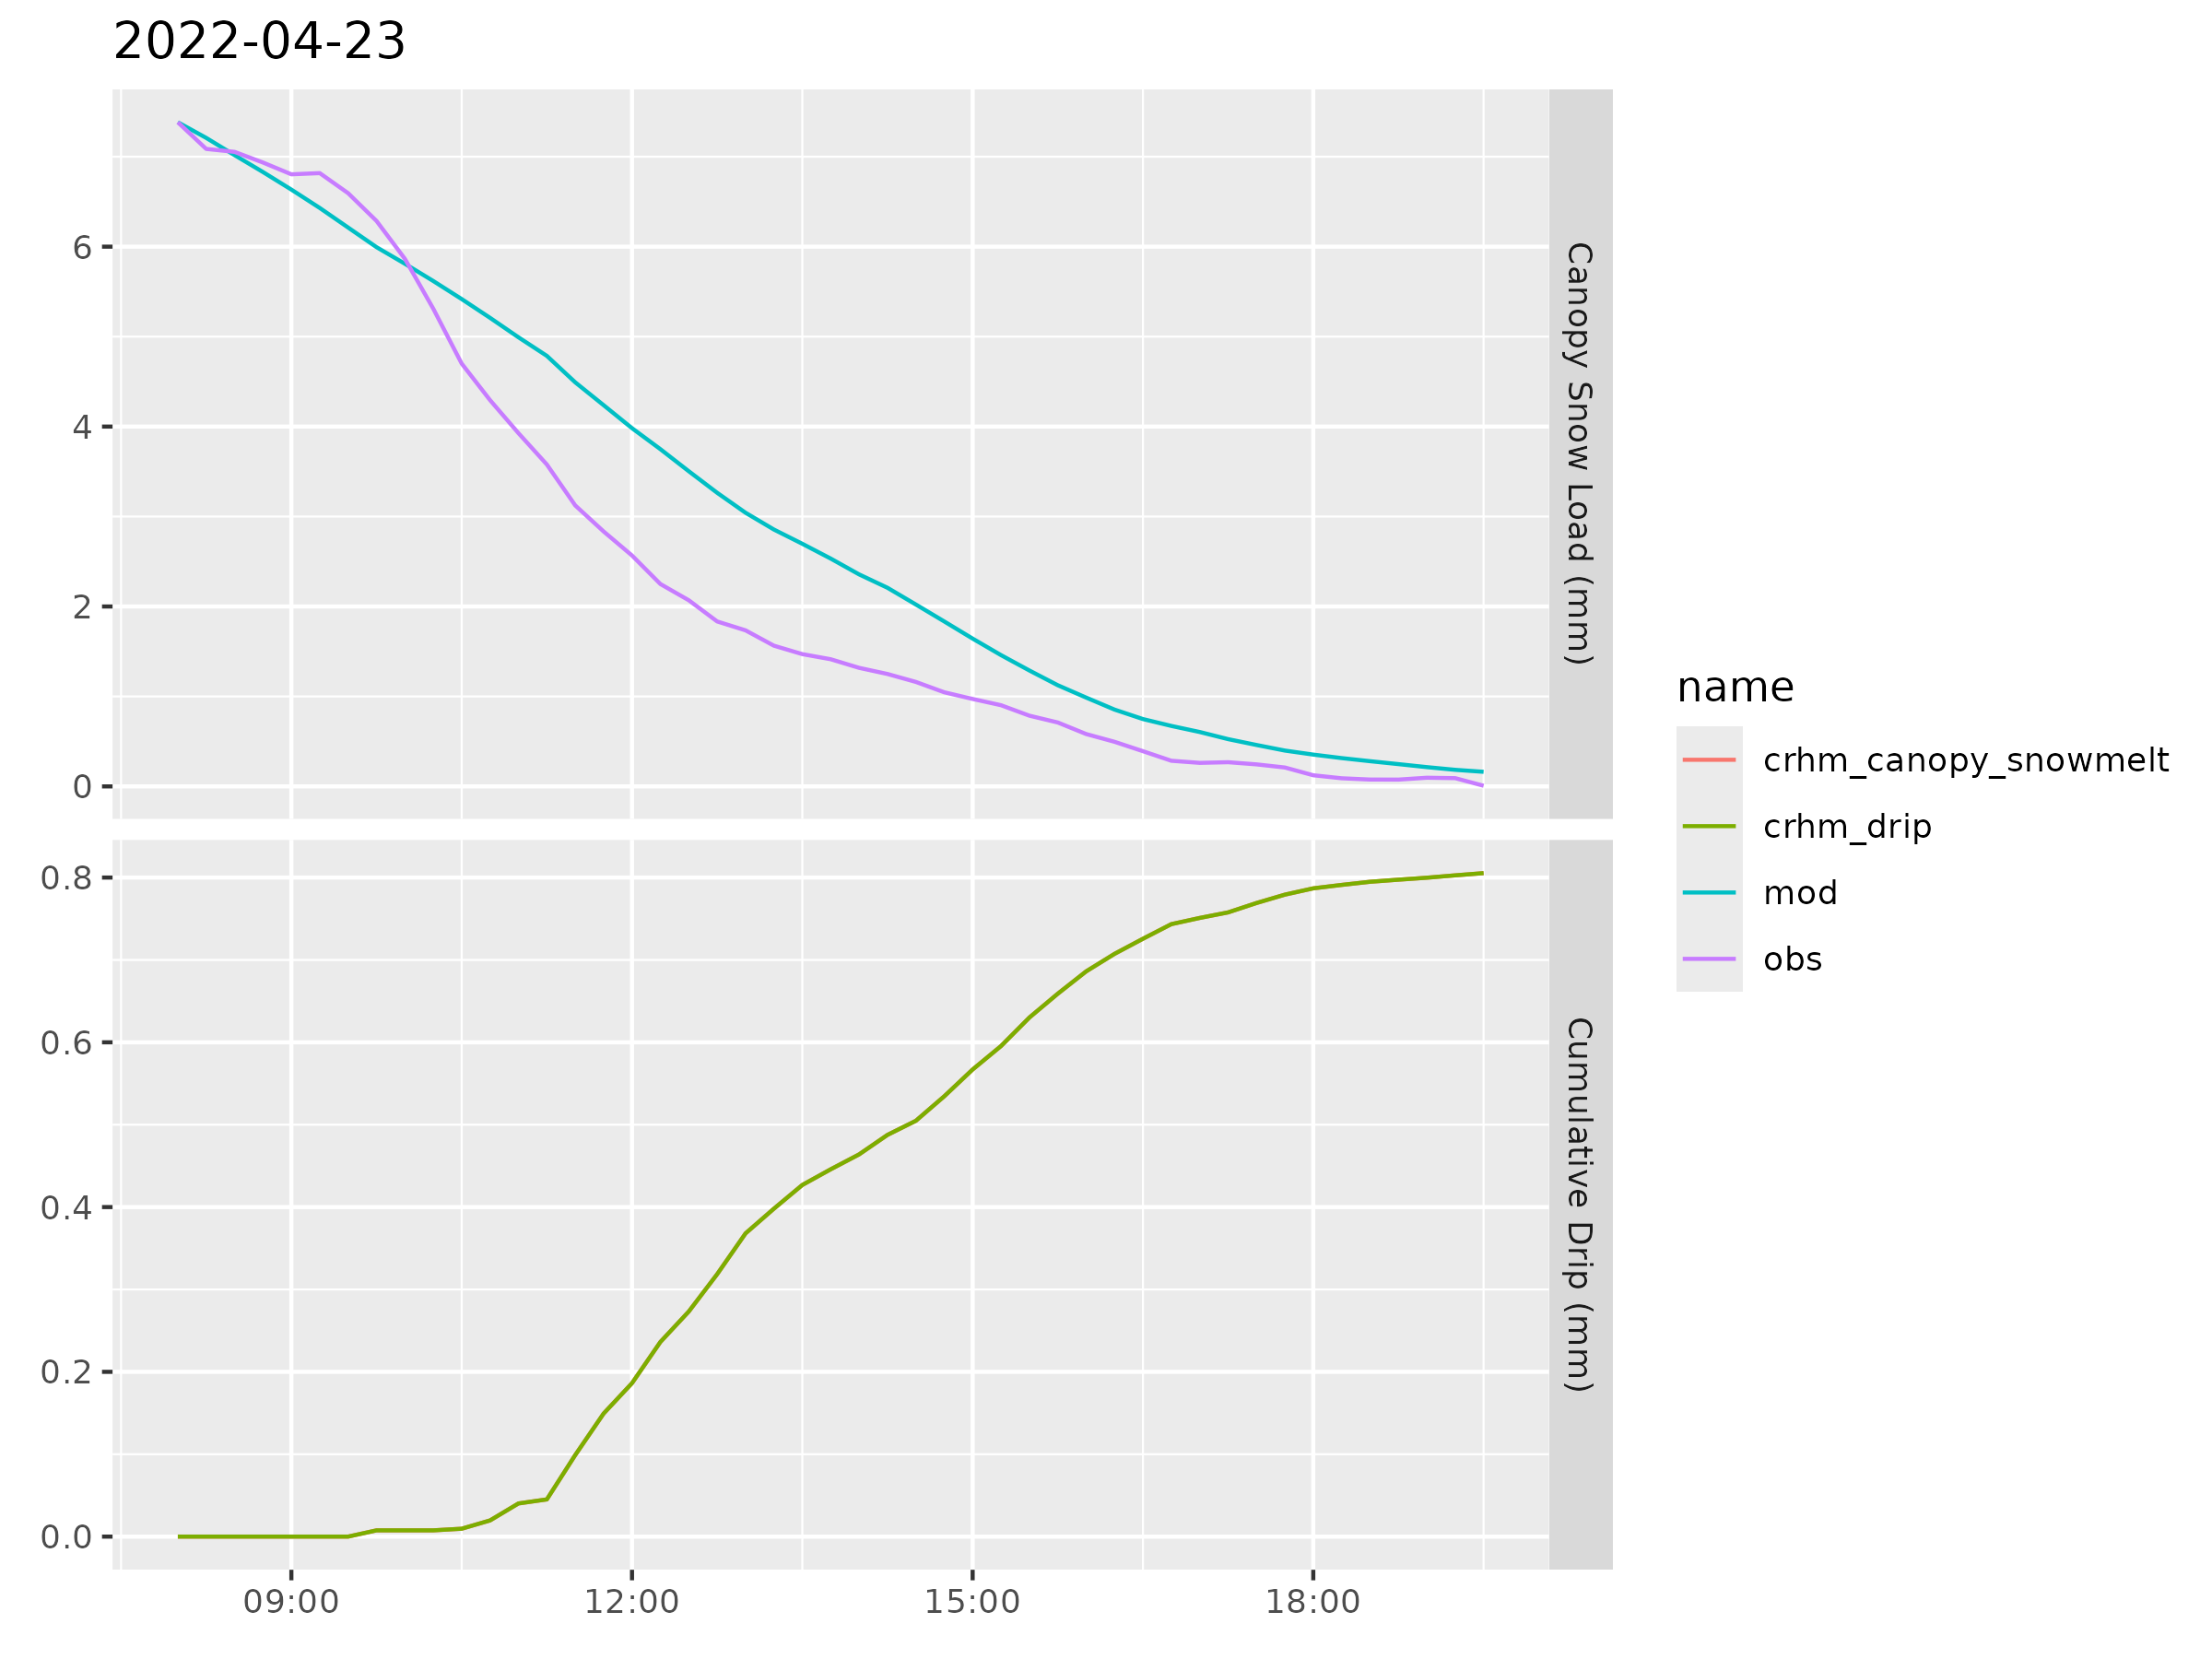 2022-04-23
6
4
2
0
Canopy Snow Load (mm)
0.8
0.6
0.4
0.2
0.0
Cumulative Drip (mm)
09:00 12:00 15:00 18:00
name
crhm_canopy_snowmelt
crhm_drip
mod
obs